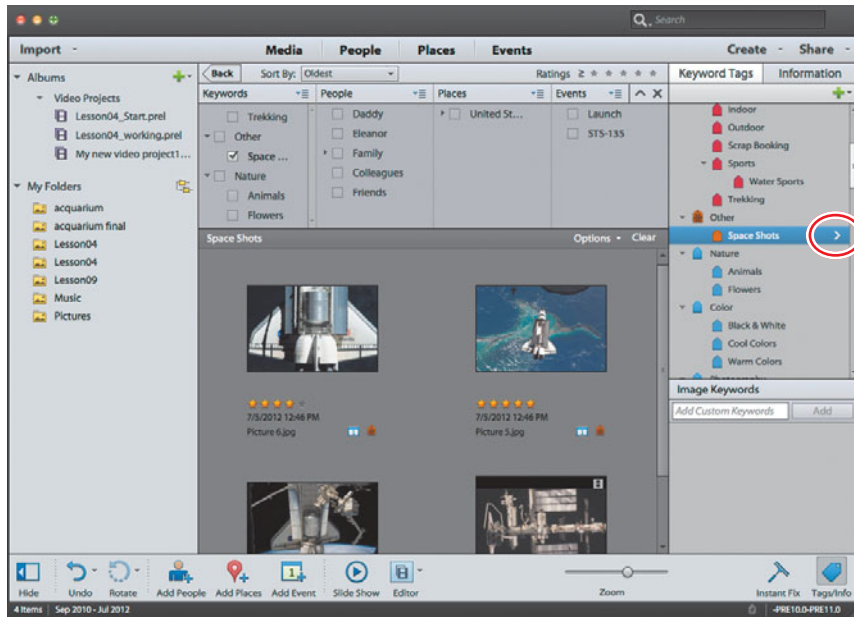 Search
Import
Media People Places Events
Create Share
Albums
Video Projects
Lesson04_Start.prel
Lesson04_working.prel
My new video project1...
My Folders
acquarium
acquarium final
Lesson04
Lesson04
Lesson09
Music
Pictures
Back Sort By: Oldest Ratings ≥
Keywords People Places Events
Trekking Daddy United St... Launch
Other Eleanor STS-135
Space ... Family
Nature Colleagues
Animals Friends
Flowers
Space Shots Options Clear
7/5/2012 12:46 PM 7/5/2012 12:46 PM
Picture 6.jpg Picture 5.jpg
Keyword Tags Information
Indoor
Outdoor
Scrap Booking
Sports
Water Sports
Trekking
Other
Space Shots
Nature
Animals
Flowers
Color
Black & White
Cool Colors
Warm Colors
Image Keywords
Add Custom Keywords Add
Hide Undo Rotate Add People Add Places Add Event Slide Show Editor Zoom Instant Fix Tags/Info
4 Items Sep 2010 - Jul 2012 -PRE10.0-PRE11.0